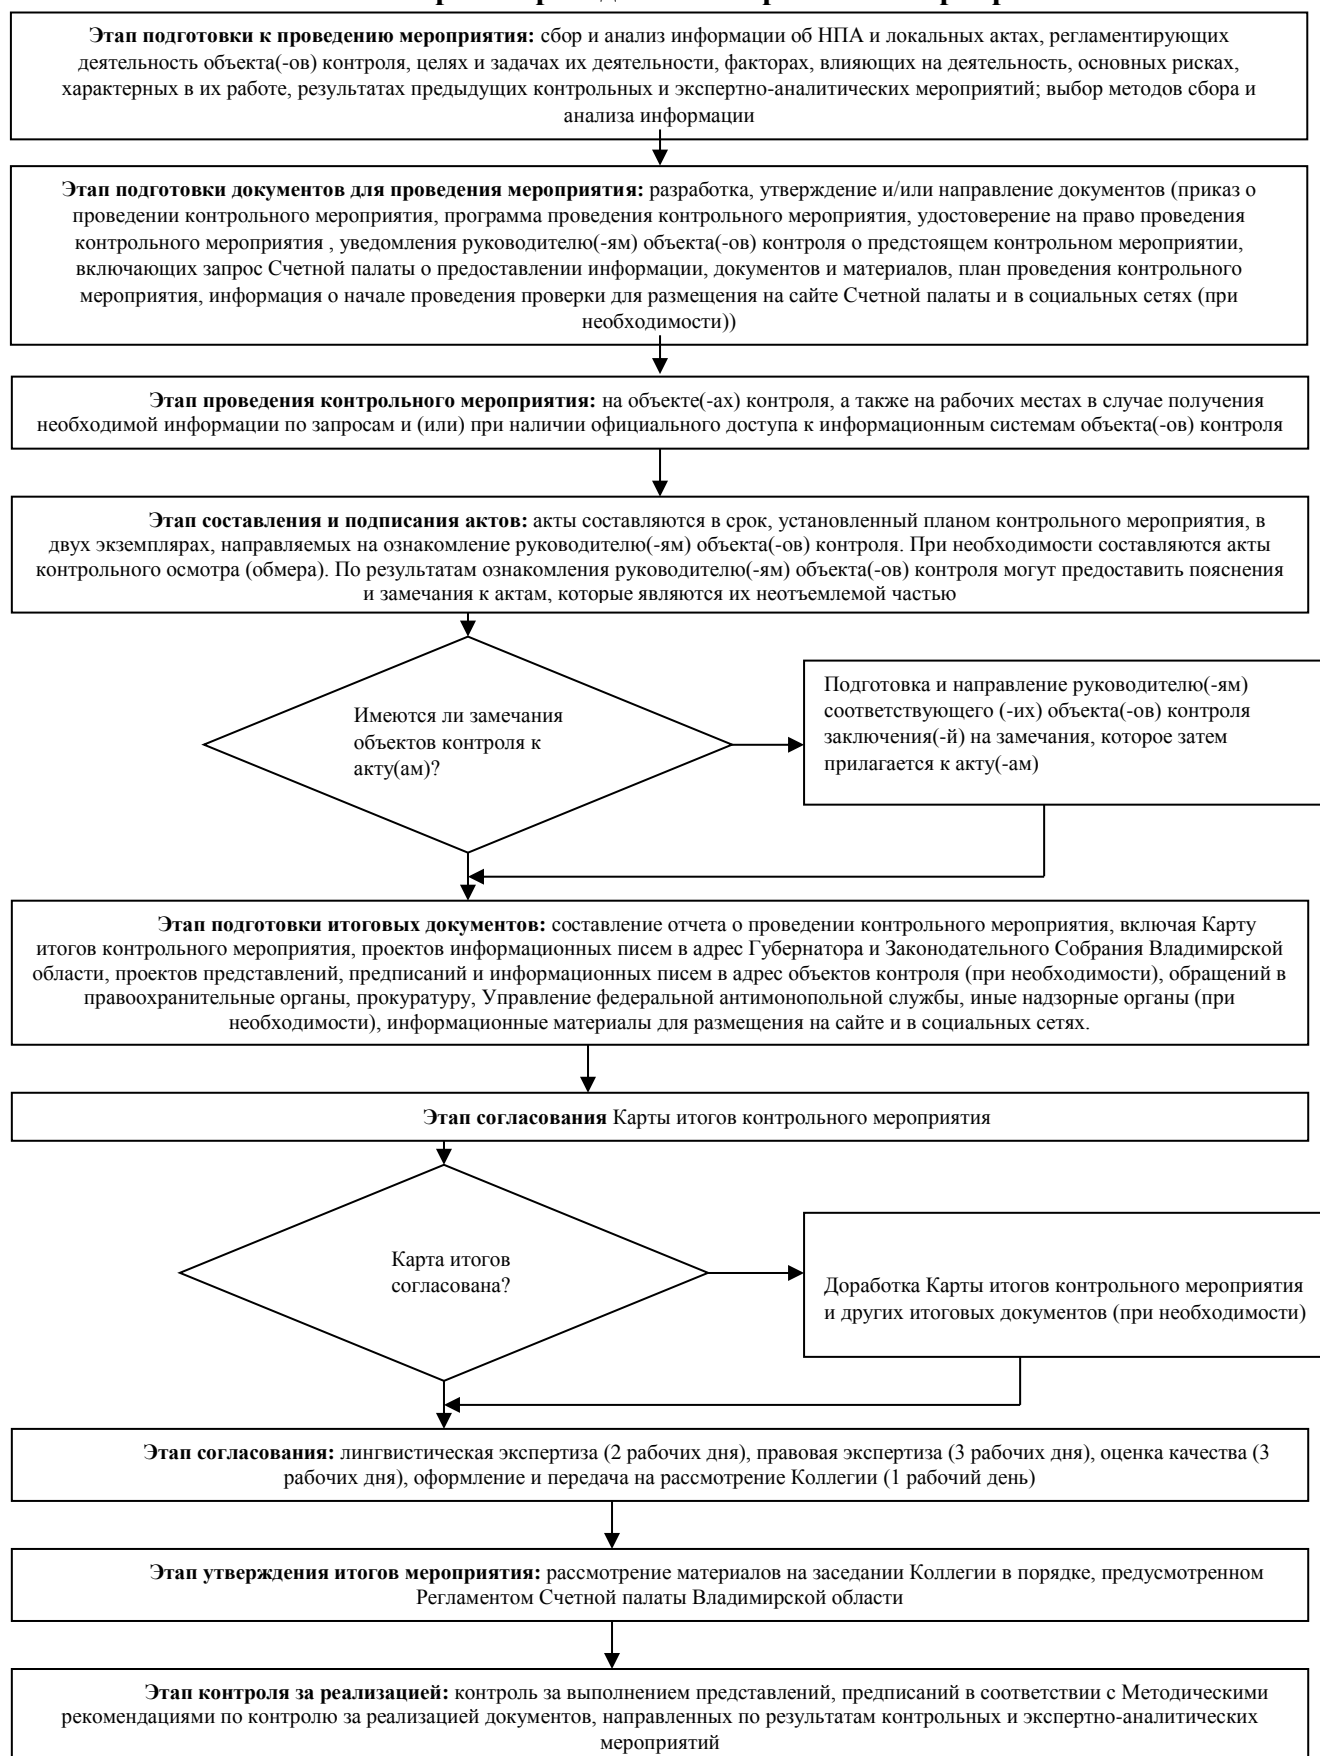 Этап подготовки к проведению мероприятия: сбор и анализ информации об НПА и локальных актах, регламентирующих
деятельность объекта(-ов) контроля, целях и задачах их деятельности, факторах, влияющих на деятельность, основных рисках,
характерных в их работе, результатах предыдущих контрольных и экспертно-аналитических мероприятий; выбор методов сбора и
анализа информации
Этап подготовки документов для проведения мероприятия: разработка, утверждение и/или направление документов (приказ о
проведении контрольного мероприятия, программа проведения контрольного мероприятия, удостоверение на право проведения
контрольного мероприятия , уведомления руководителю(-ям) объекта(-ов) контроля о предстоящем контрольном мероприятии,
включающих запрос Счетной палаты о предоставлении информации, документов и материалов, план проведения контрольного
мероприятия, информация о начале проведения проверки для размещения на сайте Счетной палаты и в социальных сетях (при
необходимости))
Этап проведения контрольного мероприятия: на объекте(-ах) контроля, а также на рабочих местах в случае получения
необходимой информации по запросам и (или) при наличии официального доступа к информационным системам объекта(-ов) контроля
Этап составления и подписания актов: акты составляются в срок, установленный планом контрольного мероприятия, в
двух экземплярах, направляемых на ознакомление руководителю(-ям) объекта(-ов) контроля. При необходимости составляются акты
контрольного осмотра (обмера). По результатам ознакомления руководителю(-ям) объекта(-ов) контроля могут предоставить пояснения
и замечания к актам, которые являются их неотъемлемой частью
Имеются ли замечания
объектов контроля к
акту(ам)?
Подготовка и направление руководителю(-ям)
соответствующего (-их) объекта(-ов) контроля
заключения(-й) на замечания, которое затем
прилагается к акту(-ам)
Этап подготовки итоговых документов: составление отчета о проведении контрольного мероприятия, включая Карту
итогов контрольного мероприятия, проектов информационных писем в адрес Губернатора и Законодательного Собрания Владимирской
области, проектов представлений, предписаний и информационных писем в адрес объектов контроля (при необходимости), обращений в
правоохранительные органы, прокуратуру, Управление федеральной антимонопольной службы, иные надзорные органы (при
необходимости), информационные материалы для размещения на сайте и в социальных сетях.
Этап согласования Карты итогов контрольного мероприятия
Карта итогов
согласована?
Доработка Карты итогов контрольного мероприятия
и других итоговых документов (при необходимости)
Этап согласования: лингвистическая экспертиза (2 рабочих дня), правовая экспертиза (3 рабочих дня), оценка качества (3
рабочих дня), оформление и передача на рассмотрение Коллегии (1 рабочий день)
Этап утверждения итогов мероприятия: рассмотрение материалов на заседании Коллегии в порядке, предусмотренном
Регламентом Счетной палаты Владимирской области
Этап контроля за реализацией: контроль за выполнением представлений, предписаний в соответствии с Методическими
рекомендациями по контролю за реализацией документов, направленных по результатам контрольных и экспертно-аналитических
мероприятий